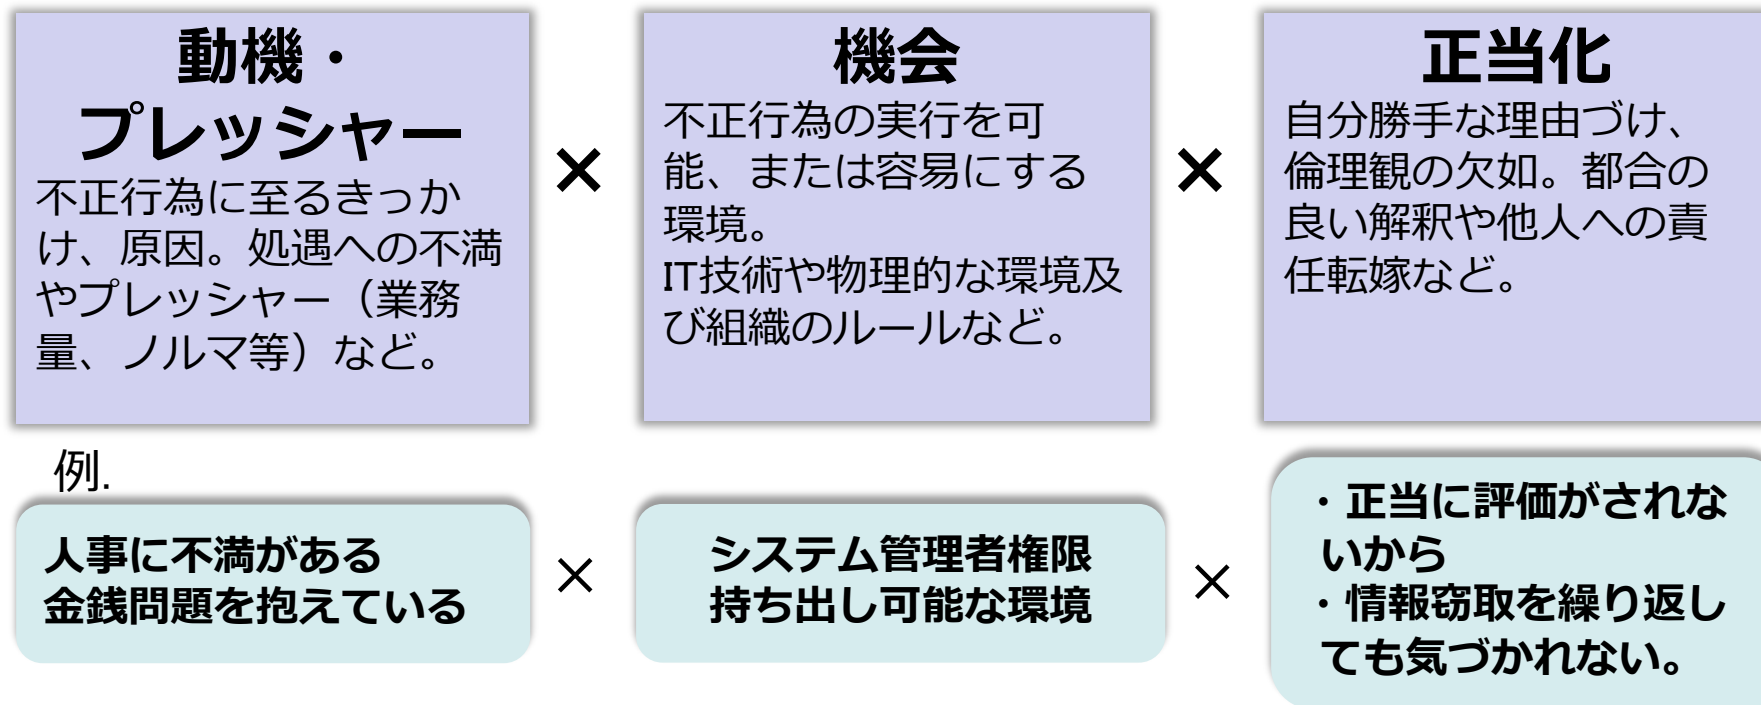 動機・
プレッシャー
不正行為に至るきっか
け、原因。処遇への不満
やプレッシャー（業務
量、ノルマ等）など。
×
機会
不正行為の実行を可
能、または容易にする
環境。
IT技術や物理的な環境及
び組織のルールなど。
×
正当化
自分勝手な理由づけ、
倫理観の欠如。都合の
良い解釈や他人への責
任転嫁など。
例.
人事に不満がある
金銭問題を抱えている
×
システム管理者権限
持ち出し可能な環境
×
・正当に評価がされな
いから
・情報窃取を繰り返し
ても気づかれない。